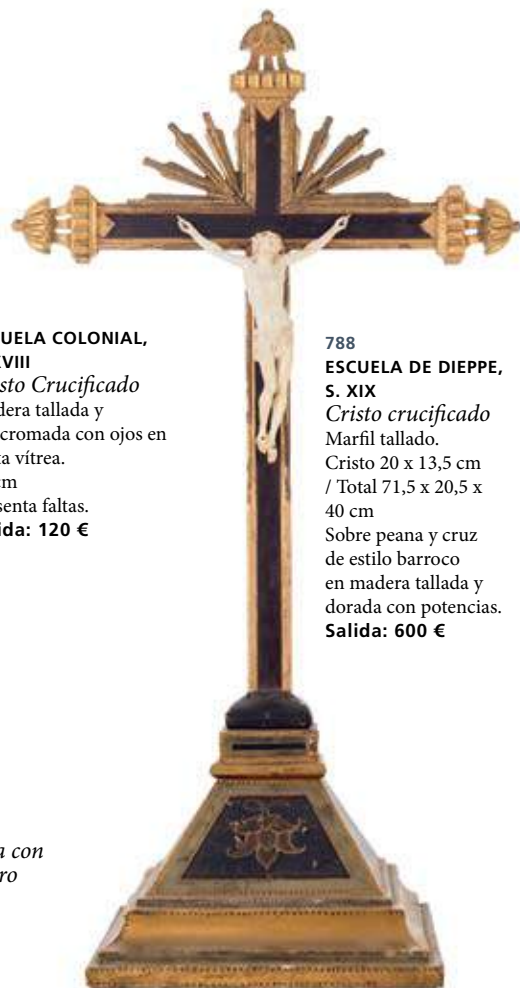 UELA COLONIAL,
VIII
sto Crucificado
dera tallada y
cromada con ojos en
ta vítrea.
cm
senta faltas.
ida: 120 €
788
ESCUELA DE DIEPPE,
S. XIX
Cristo crucificado
Marfil tallado.
Cristo 20 x 13,5 cm
/ Total 71,5 x 20,5 x
40 cm
Sobre peana y cruz
de estilo barroco
en madera tallada y
dorada con potencias.
Salida: 600 €
a con
ro